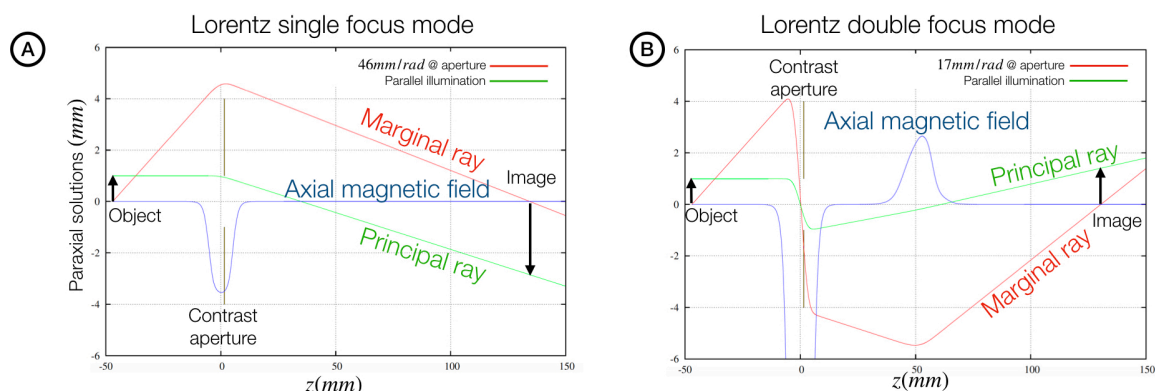 Lorentz single focus mode
A
46mm/rad @ aperture
Parallel illumination
Marginal ray
Axial magnetic field
Image
Object
Principal ray
Contrast
aperture
Paraxial solutions (mm)
6
4
2
0
-2
-4
-6
-50
0
50
100
150
z(mm)
Lorentz double focus mode
B
17mm/rad @ aperture
Parallel illumination
Contrast
aperture
Axial magnetic field
Principal ray
Object
Image
Marginal ray
6
4
2
0
-2
-4
-6
-50
0
50
100
150
z(mm)